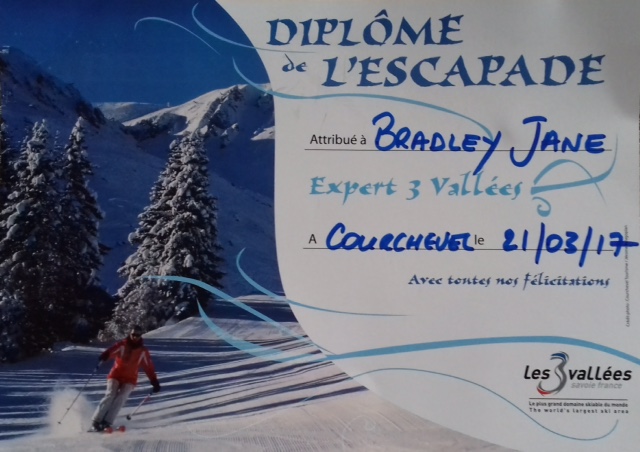 DIPLÔME
de L'ESCAPADE
Attribué à BRADLEY JANE
Expert 3 Vallées
A COURCHEVEL le 21/03/17
Avec toutes nos félicitations
les 3 vallées
savoie france
Le plus grand domaine skiable du monde
The world's largest ski area